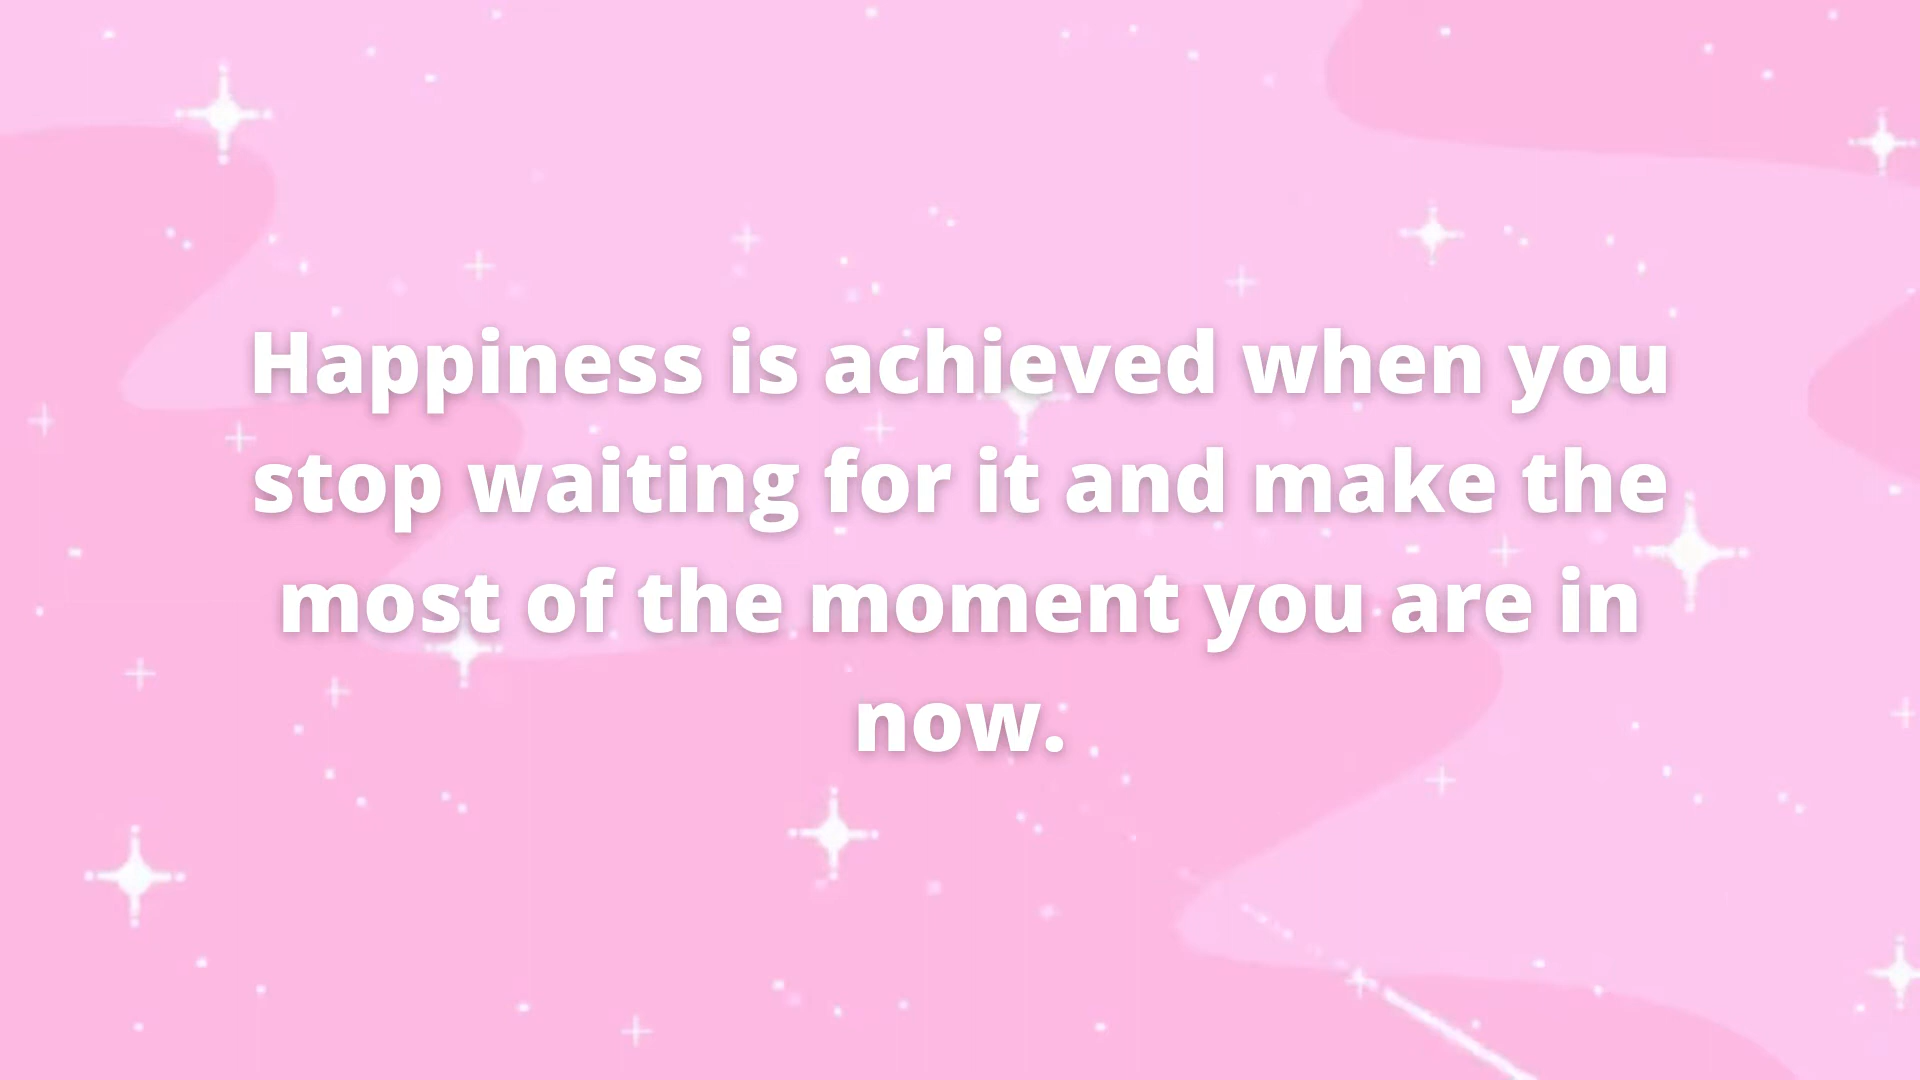 Happiness is achieved when you
stop waiting for it and make the
most of the moment you are in
now.